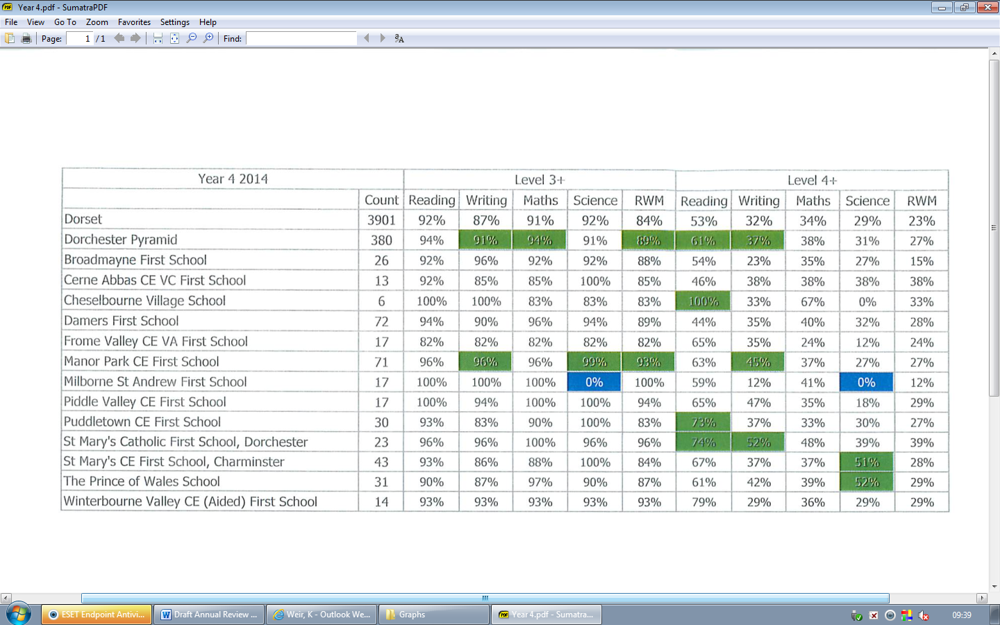 Year 4.pdf - SumatraPDF
File View Go To Zoom Favorites Settings Help
Page: 1 / 1 Find:
Year 4 2014 Level 3+ Level 4+
Count Reading Writing Maths Science RWM Reading Writing Maths Science RWM
Dorset 3901 92% 87% 91% 92% 84% 53% 32% 34% 29% 23%
Dorchester Pyramid 380 94% 91% 94% 91% 89% 61% 37% 38% 31% 27%
Broadmayne First School 26 92% 96% 92% 92% 88% 54% 23% 35% 27% 15%
Cerne Abbas CE VC First School 13 92% 85% 85% 100% 85% 46% 38% 38% 38% 38%
Cheselbourne Village School 6 100% 100% 83% 83% 83% 100% 33% 67% 0% 33%
Damers First School 72 94% 90% 96% 94% 89% 44% 35% 40% 32% 28%
Frome Valley CE VA First School 17 82% 82% 82% 82% 82% 65% 35% 24% 12% 24%
Manor Park CE First School 71 96% 96% 96% 99% 93% 63% 45% 37% 27% 27%
Milborne St Andrew First School 17 100% 100% 100% 0% 100% 59% 12% 41% 0% 12%
Piddle Valley CE First School 17 100% 94% 100% 100% 94% 65% 47% 35% 18% 29%
Puddletown CE First School 30 93% 83% 90% 100% 83% 73% 37% 33% 30% 27%
St Mary's Catholic First School, Dorchester 23 96% 96% 100% 96% 96% 74% 52% 48% 39% 39%
St Mary's CE First School, Charminster 43 93% 86% 88% 100% 84% 67% 37% 37% 51% 28%
The Prince of Wales School 31 90% 87% 97% 90% 87% 61% 42% 39% 52% 29%
Winterbourne Valley CE (Aided) First School 14 93% 93% 93% 93% 93% 79% 29% 36% 29% 29%
ESET Endpoint Antivi... Draft Annual Review ... Weir, K - Outlook We... Graphs Year 4.pdf - Sumatra... 09:39